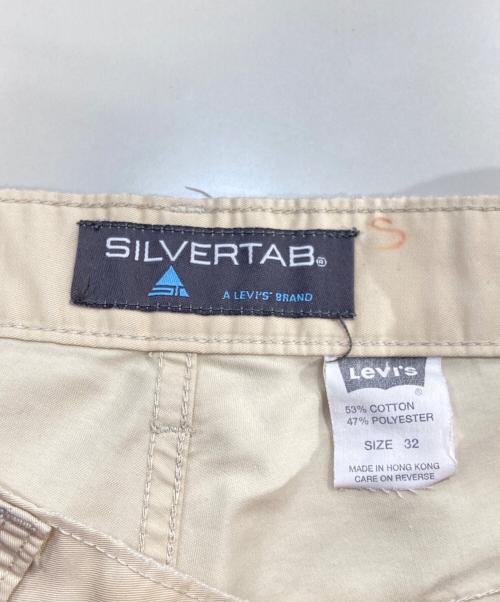 SILVERTAB®
A LEVI'S® BRAND
S
Levi's
®
53% COTTON
47% POLYESTER
SIZE 32
MADE IN HONG KONG
CARE ON REVERSE